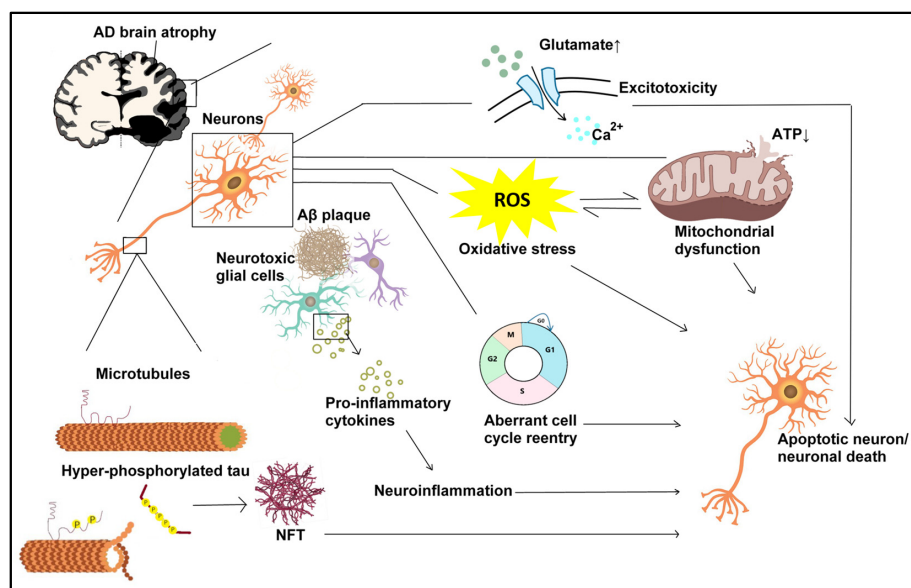 AD brain atrophy
Glutamate↑
Excitotoxicity
Ca2+
ATP↓
Neurons
ROS
Oxidative stress
Mitochondrial
dysfunction
Aβ plaque
Neurotoxic
glial cells
G0
M
G1
G2
S
Microtubules
Pro-inflammatory
cytokines
Aberrant cell
cycle reentry
Apoptotic neuron/
neuronal death
Hyper-phosphorylated tau
P P
P P P P P
Neuroinflammation
NFT